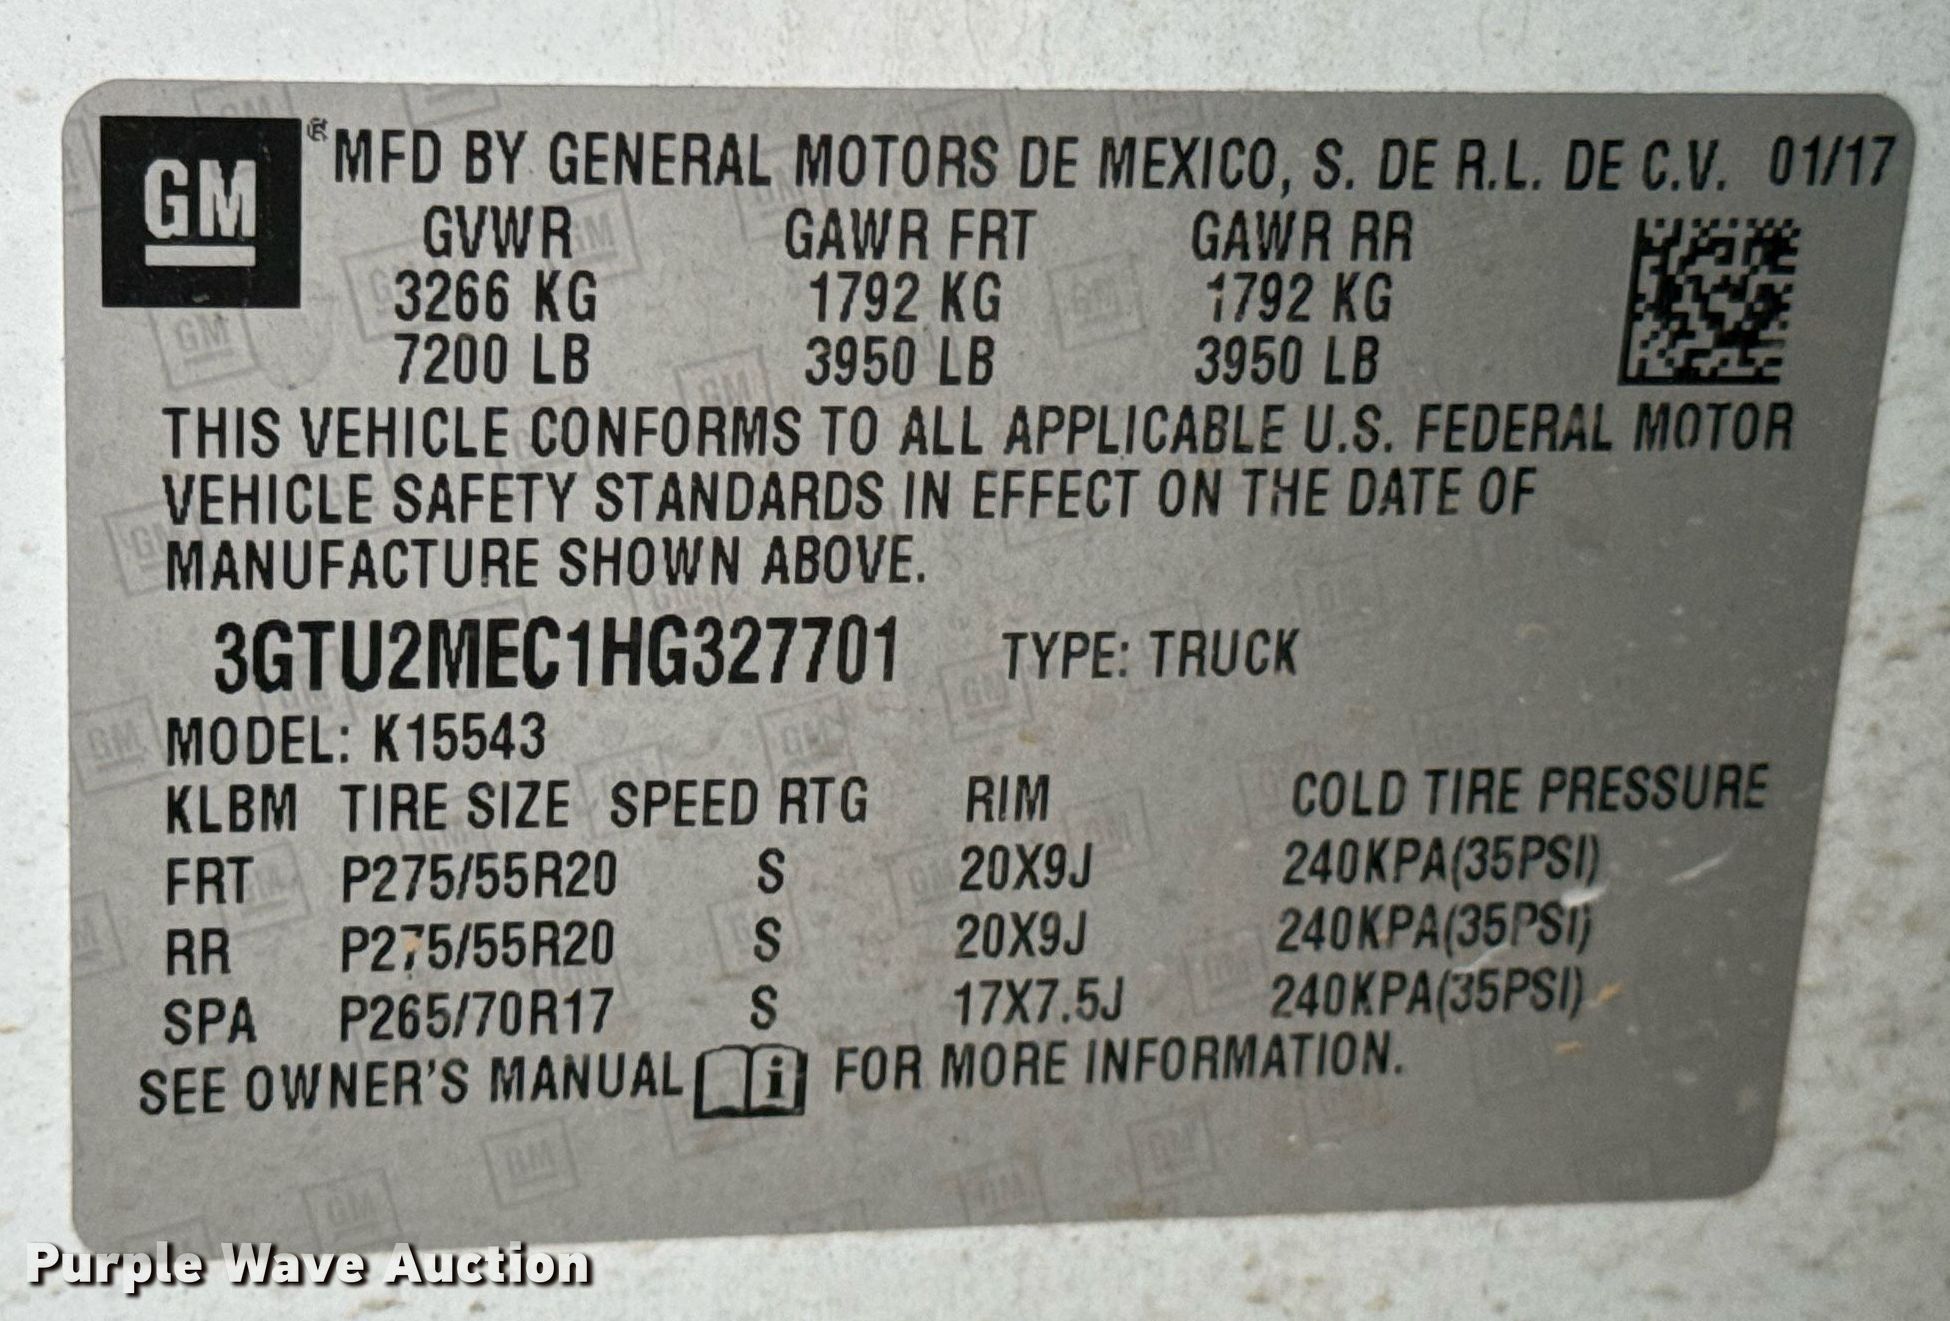 GM ® MFD BY GENERAL MOTORS DE MEXICO, S. DE R.L. DE C.V. 01/17
GVWR GAWR FRT GAWR RR
3266 KG 1792 KG 1792 KG
7200 LB 3950 LB 3950 LB
THIS VEHICLE CONFORMS TO ALL APPLICABLE U.S. FEDERAL MOTOR
VEHICLE SAFETY STANDARDS IN EFFECT ON THE DATE OF
MANUFACTURE SHOWN ABOVE.
3GTU2MEC1HG327701 TYPE: TRUCK
MODEL: K15543
KLBM TIRE SIZE SPEED RTG RIM COLD TIRE PRESSURE
FRT P275/55R20 S 20X9J 240KPA(35PSI)
RR P275/55R20 S 20X9J 240KPA(35PSI)
SPA P265/70R17 S 17X7.5J 240KPA(35PSI)
SEE OWNER'S MANUAL i FOR MORE INFORMATION.
Purple Wave Auction